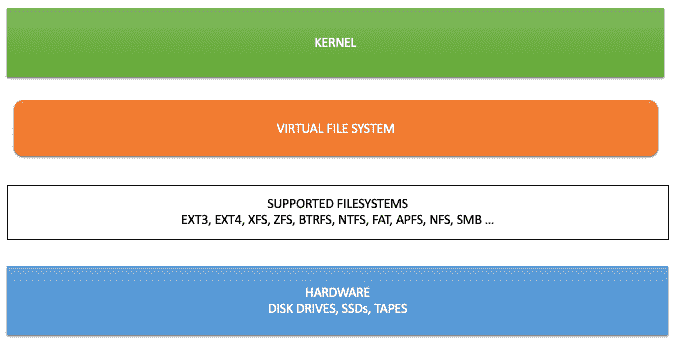 KERNEL
VIRTUAL FILE SYSTEM
SUPPORTED FILESYSTEMS
EXT3, EXT4, XFS, ZFS, BTRFS, NTFS, FAT, APFS, NFS, SMB ...
HARDWARE
DISK DRIVES, SSDs, TAPES